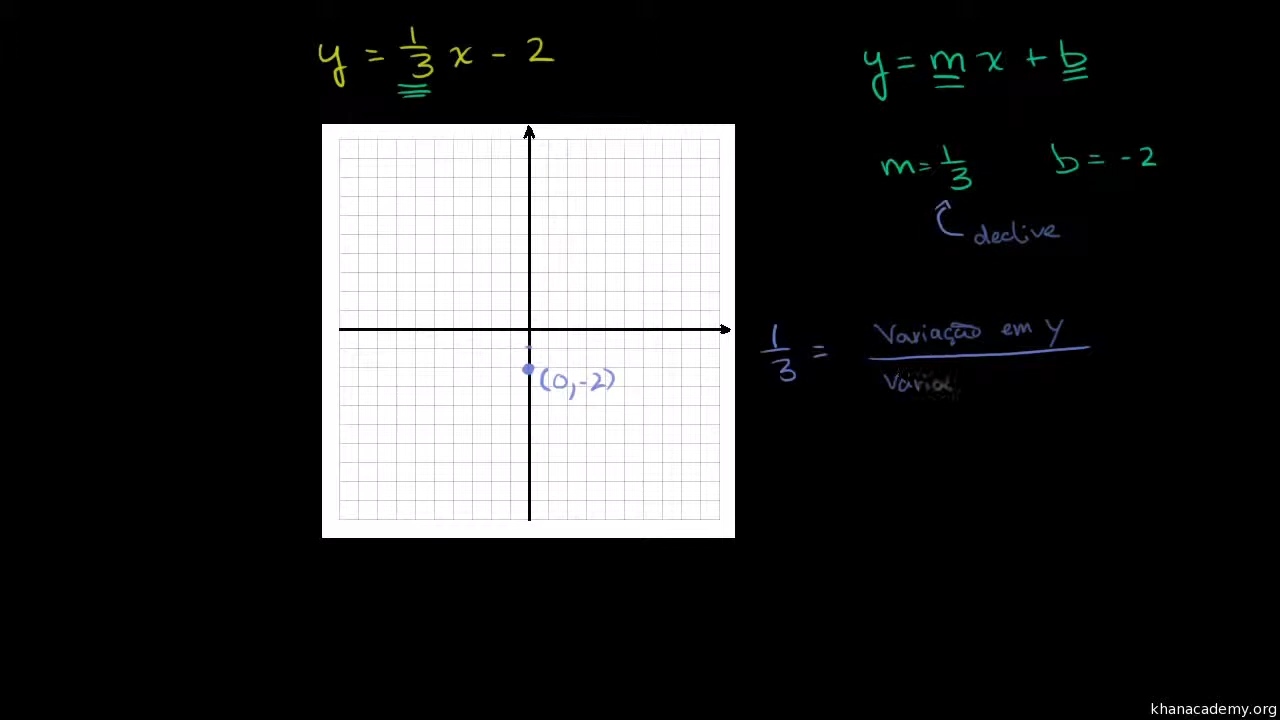 y = 1/3 x - 2
y = mx + b
m = 1/3 b = -2
declive
1/3 = Variação em y
(0,-2)
khanacademy.org